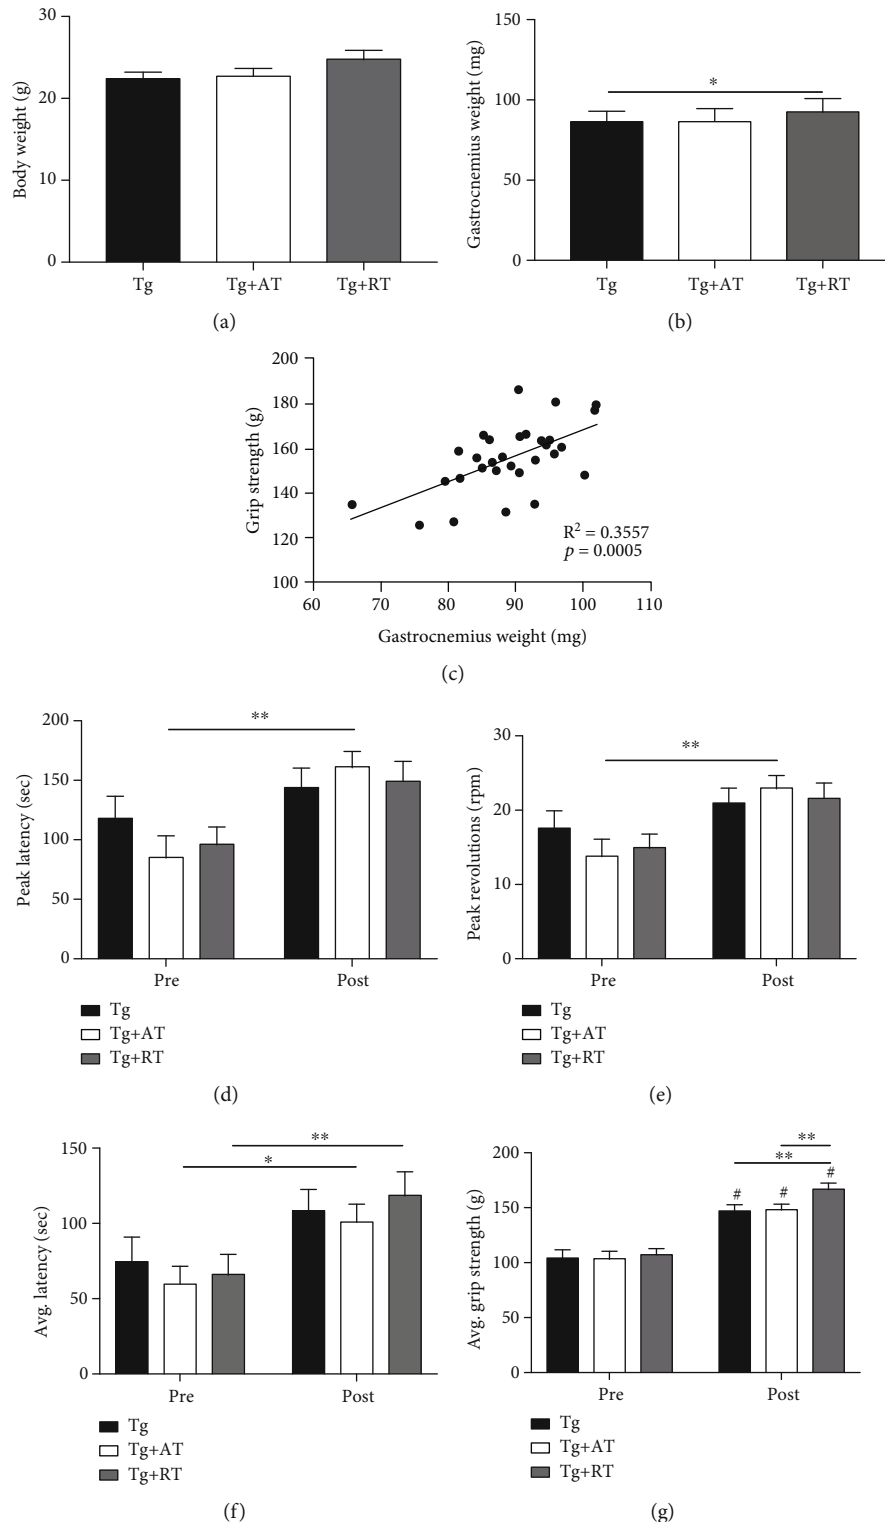 30
20
10
0
Body weight (g)
Tg
Tg+AT
Tg+RT
(a)
150
100
50
0
Gastrocnemius weight (mg)
*
Tg
Tg+AT
Tg+RT
(b)
200
180
160
140
120
100
Grip strength (g)
R² = 0.3557
p = 0.0005
60
70
80
90
100
110
Gastrocnemius weight (mg)
(c)
200
150
100
50
0
Peak latency (sec)
**
Pre
Post
Tg
Tg+AT
Tg+RT
(d)
30
20
10
0
Peak revolutions (rpm)
**
Pre
Post
Tg
Tg+AT
Tg+RT
(e)
150
100
50
0
Avg. latency (sec)
**
*
Pre
Post
Tg
Tg+AT
Tg+RT
(f)
200
150
100
50
0
Avg. grip strength (g)
**
**
#
#
#
Pre
Post
Tg
Tg+AT
Tg+RT
(g)